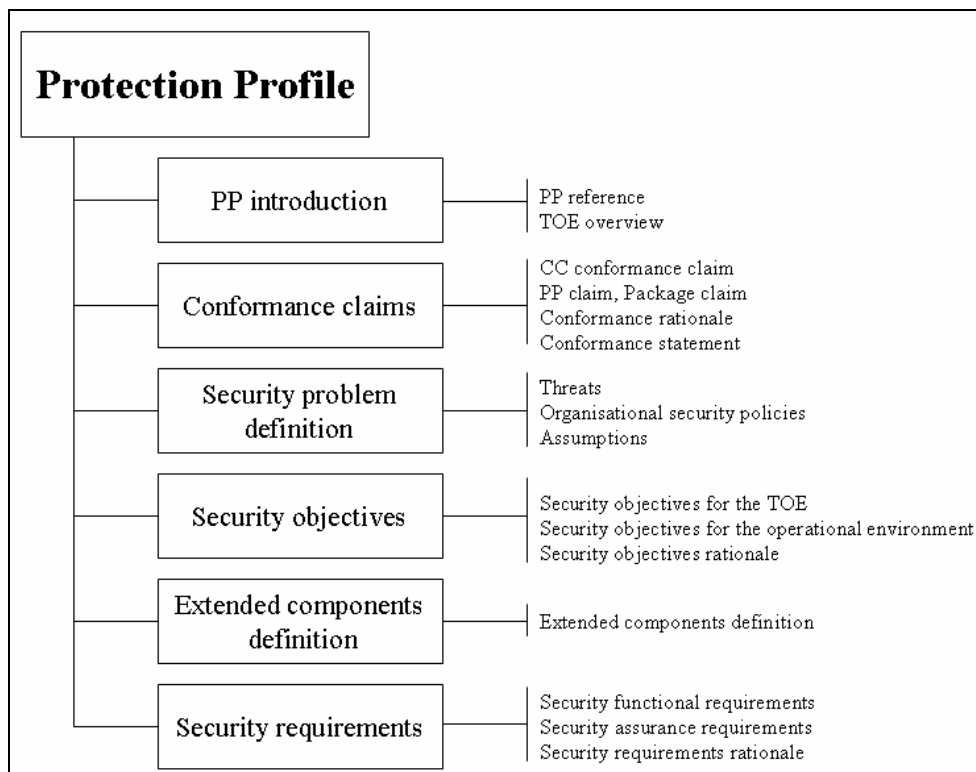 Protection Profile
PP introduction
PP reference
TOE overview
Conformance claims
CC conformance claim
PP claim, Package claim
Conformance rationale
Conformance statement
Security problem
definition
Threats
Organisational security policies
Assumptions
Security objectives
Security objectives for the TOE
Security objectives for the operational environment
Security objectives rationale
Extended components
definition
Extended components definition
Security requirements
Security functional requirements
Security assurance requirements
Security requirements rationale